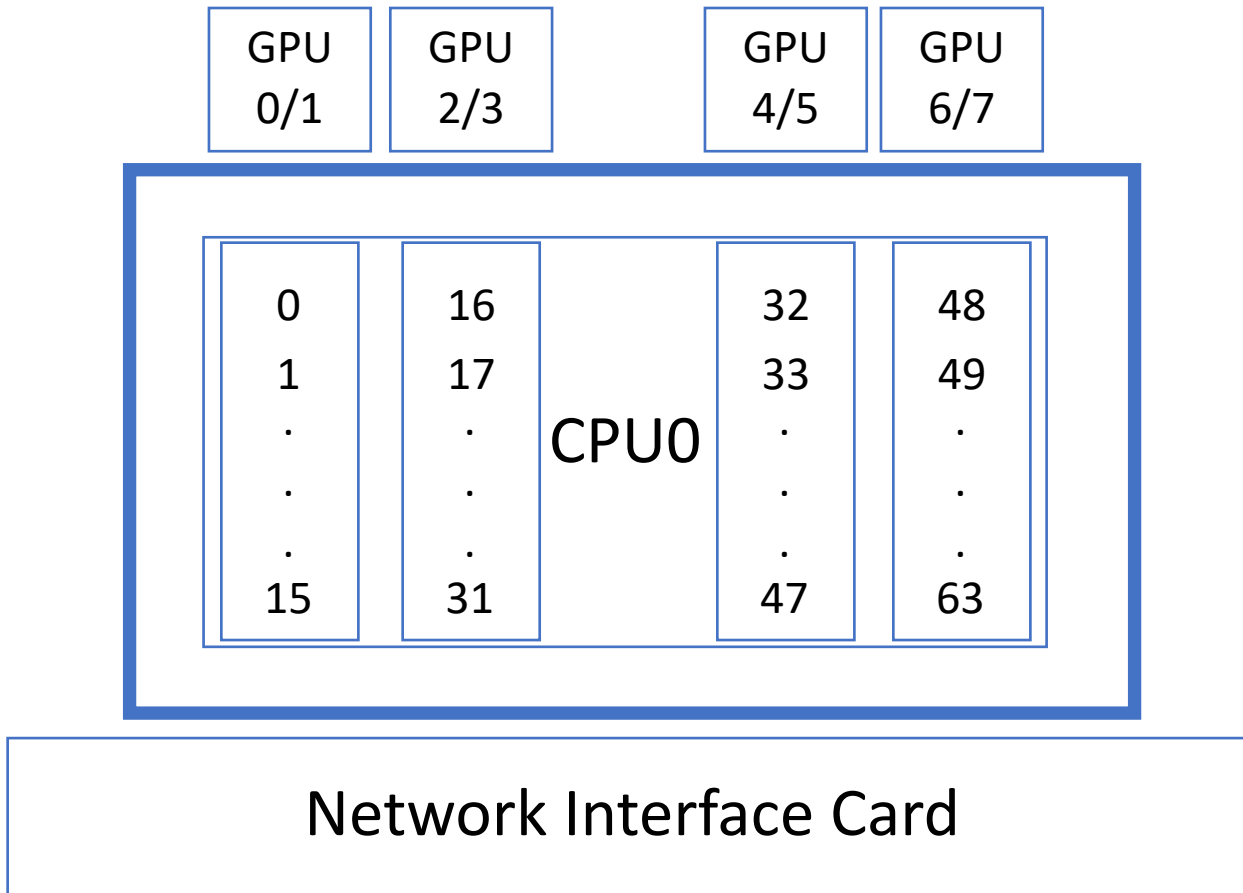 GPU GPU GPU GPU
0/1 2/3 4/5 6/7
0 16 32 48
1 17 33 49
. . . .
CPU0
. . . .
. . . .
15 31 47 63
Network Interface Card